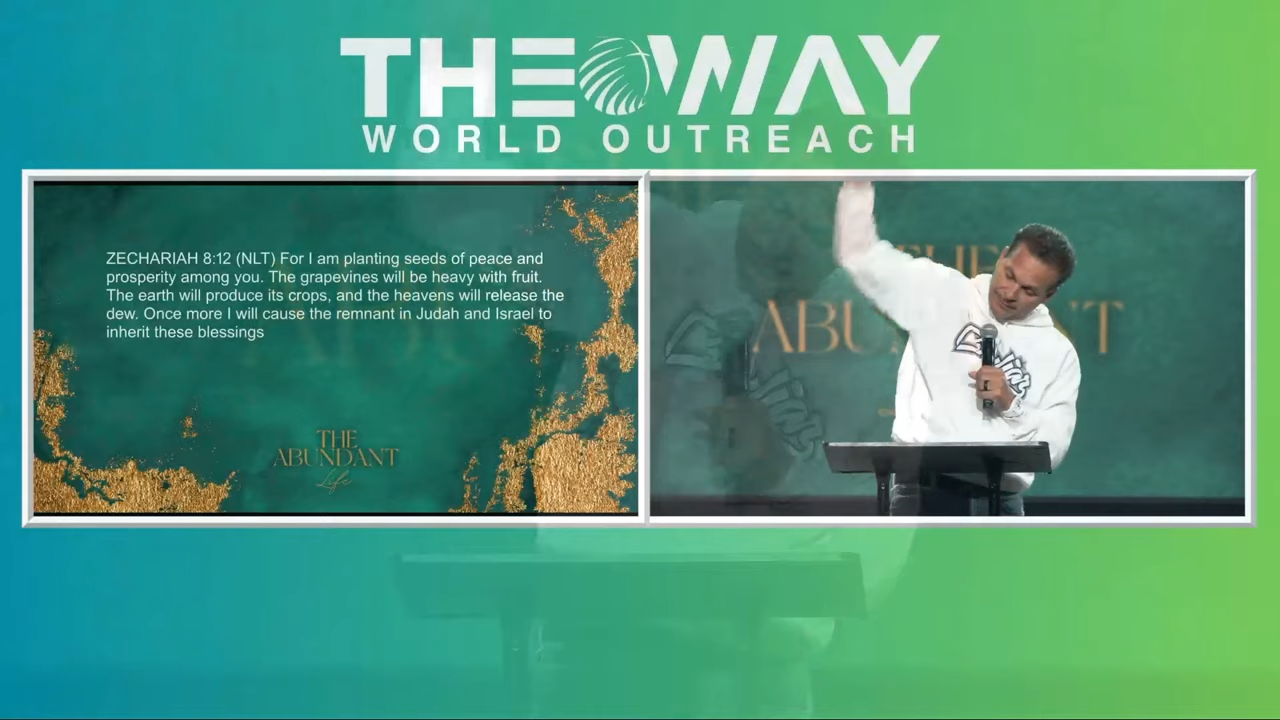 THE WAY
WORLD OUTREACH
ZECHARIAH 8:12 (NLT) For I am planting seeds of peace and
prosperity among you. The grapevines will be heavy with fruit.
The earth will produce its crops, and the heavens will release the
dew. Once more I will cause the remnant in Judah and Israel to
inherit these blessings
THE
ABUNDANT
Life